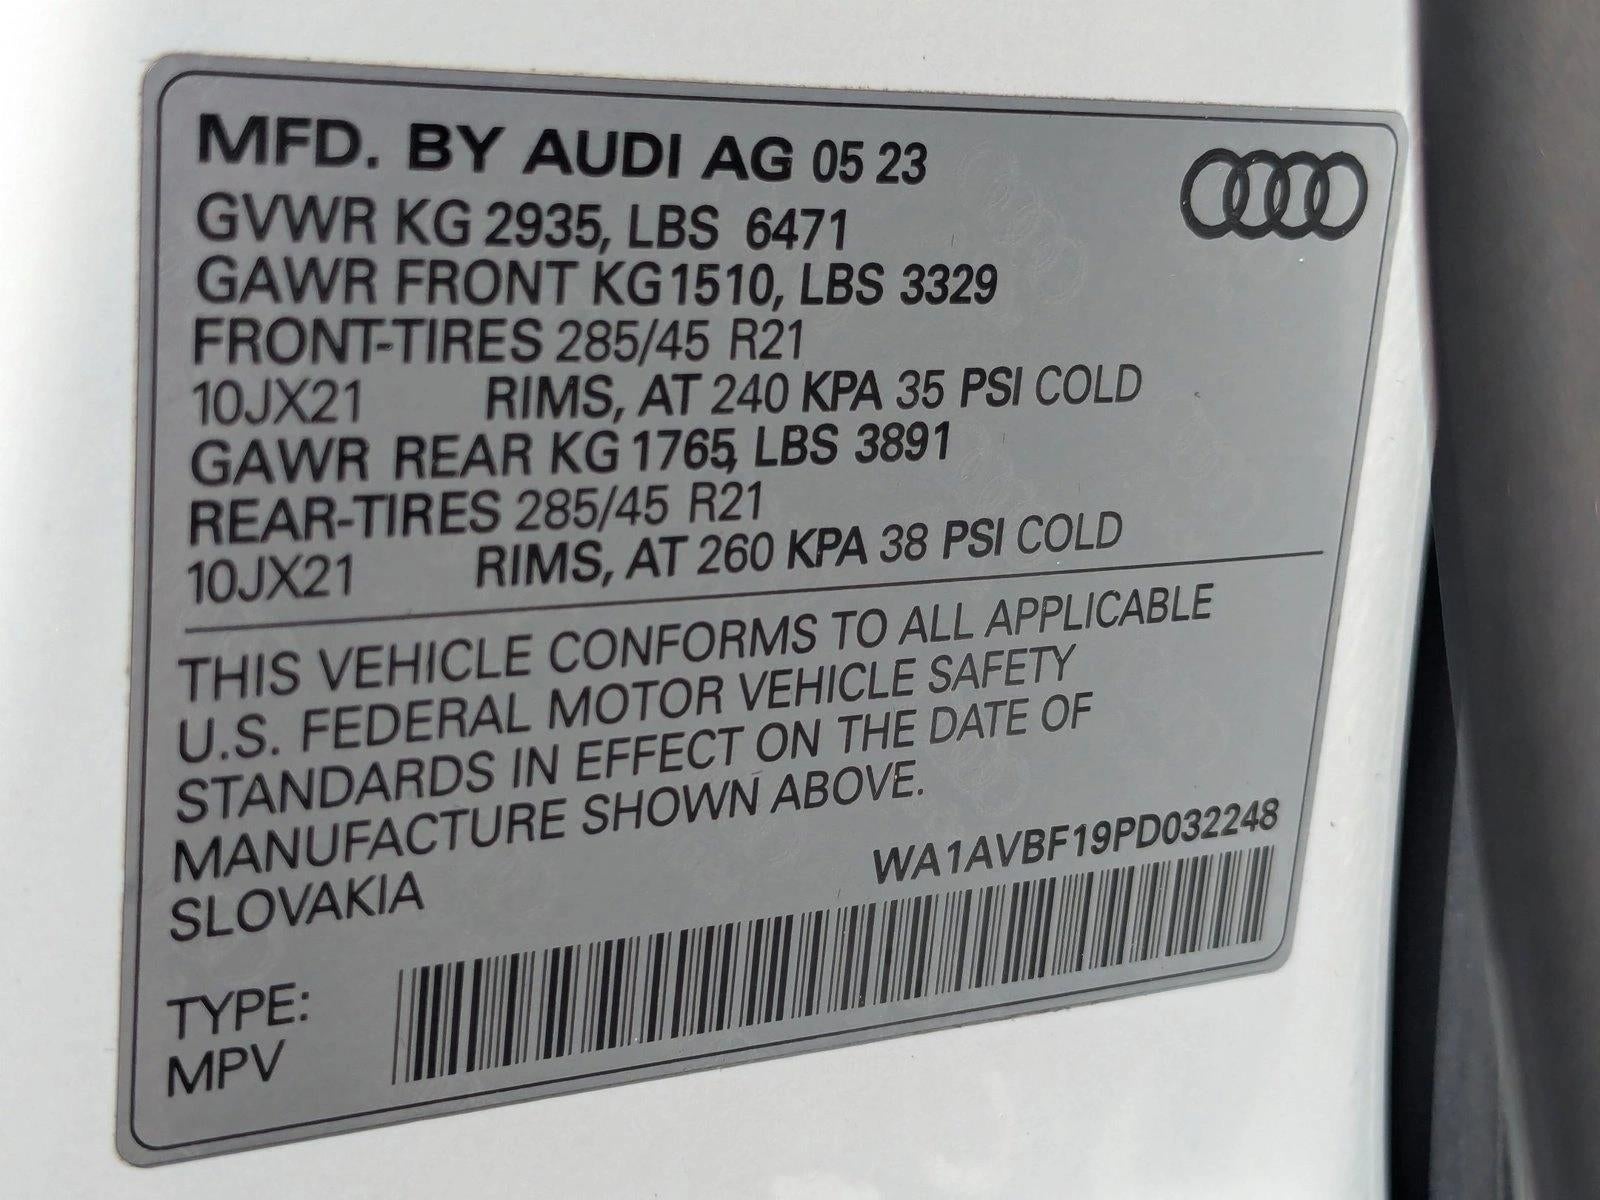 MFD. BY AUDI AG 05 23
GVWR KG 2935, LBS 6471
GAWR FRONT KG 1510, LBS 3329
FRONT-TIRES 285/45 R21
10JX21 RIMS, AT 240 KPA 35 PSI COLD
GAWR REAR KG 1765, LBS 3891
REAR-TIRES 285/45 R21
10JX21 RIMS, AT 260 KPA 38 PSI COLD
THIS VEHICLE CONFORMS TO ALL APPLICABLE
U.S. FEDERAL MOTOR VEHICLE SAFETY
STANDARDS IN EFFECT ON THE DATE OF
MANUFACTURE SHOWN ABOVE.
WA1AVBF19PD032248
SLOVAKIA
TYPE:
MPV